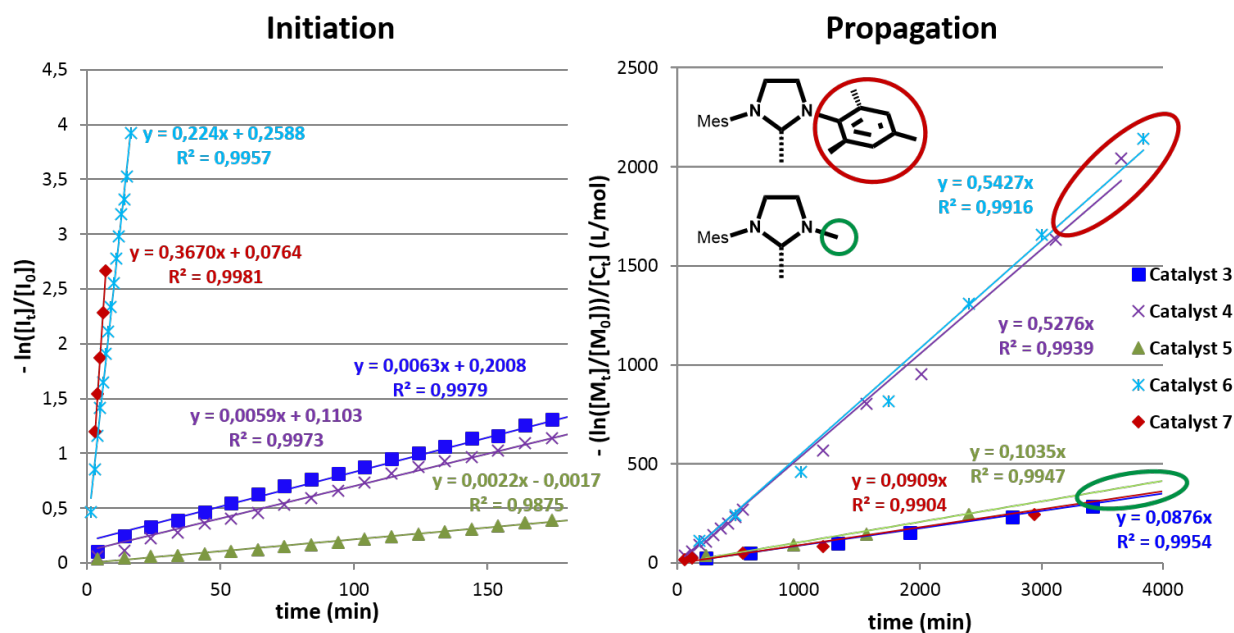 Initiation
- ln([Iₜ]/[I₀])
4,5
4
3,5
3
2,5
2
1,5
1
0,5
0
0
50
100
150
time (min)
y = 0,224x + 0,2588
R² = 0,9957
y = 0,3670x + 0,0764
R² = 0,9981
y = 0,0063x + 0,2008
R² = 0,9979
y = 0,0059x + 0,1103
R² = 0,9973
y = 0,0022x - 0,0017
R² = 0,9875
Propagation
- (ln([Mₜ]/[M₀]))/[Cₜ] (L/mol)
2500
2000
1500
1000
500
0
0
1000
2000
3000
4000
time (min)
Mes N N
Mes N N
y = 0,5427x
R² = 0,9916
y = 0,5276x
R² = 0,9939
y = 0,1035x
R² = 0,9947
y = 0,0909x
R² = 0,9904
y = 0,0876x
R² = 0,9954
Catalyst 3
Catalyst 4
Catalyst 5
Catalyst 6
Catalyst 7